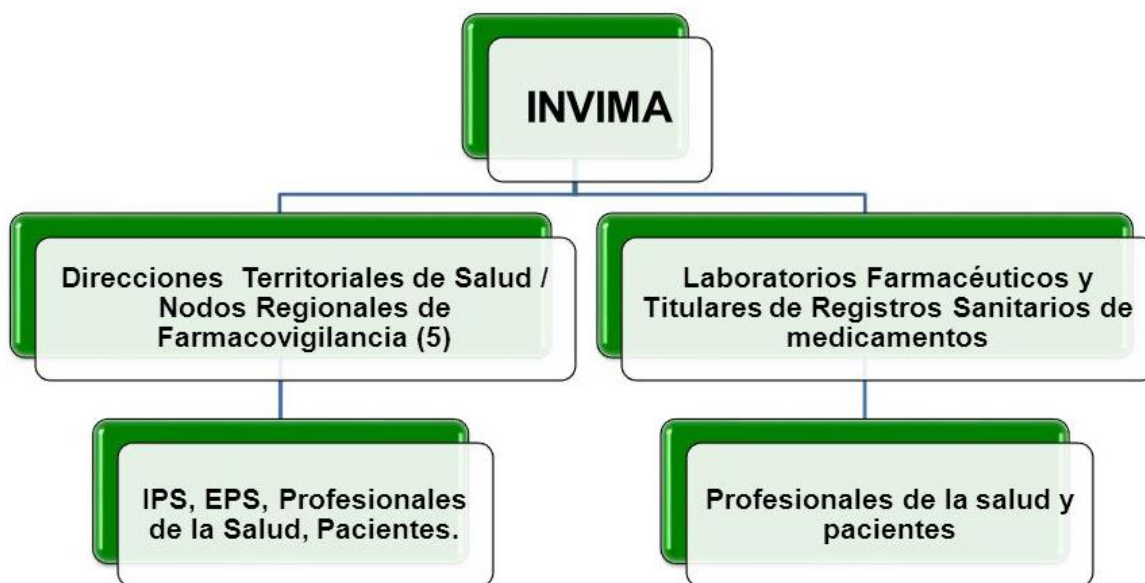 INVIMA
Direcciones Territoriales de Salud /
Nodos Regionales de
Farmacovigilancia (5)
Laboratorios Farmacéuticos y
Titulares de Registros Sanitarios de
medicamentos
IPS, EPS, Profesionales
de la Salud, Pacientes.
Profesionales de la salud y
pacientes